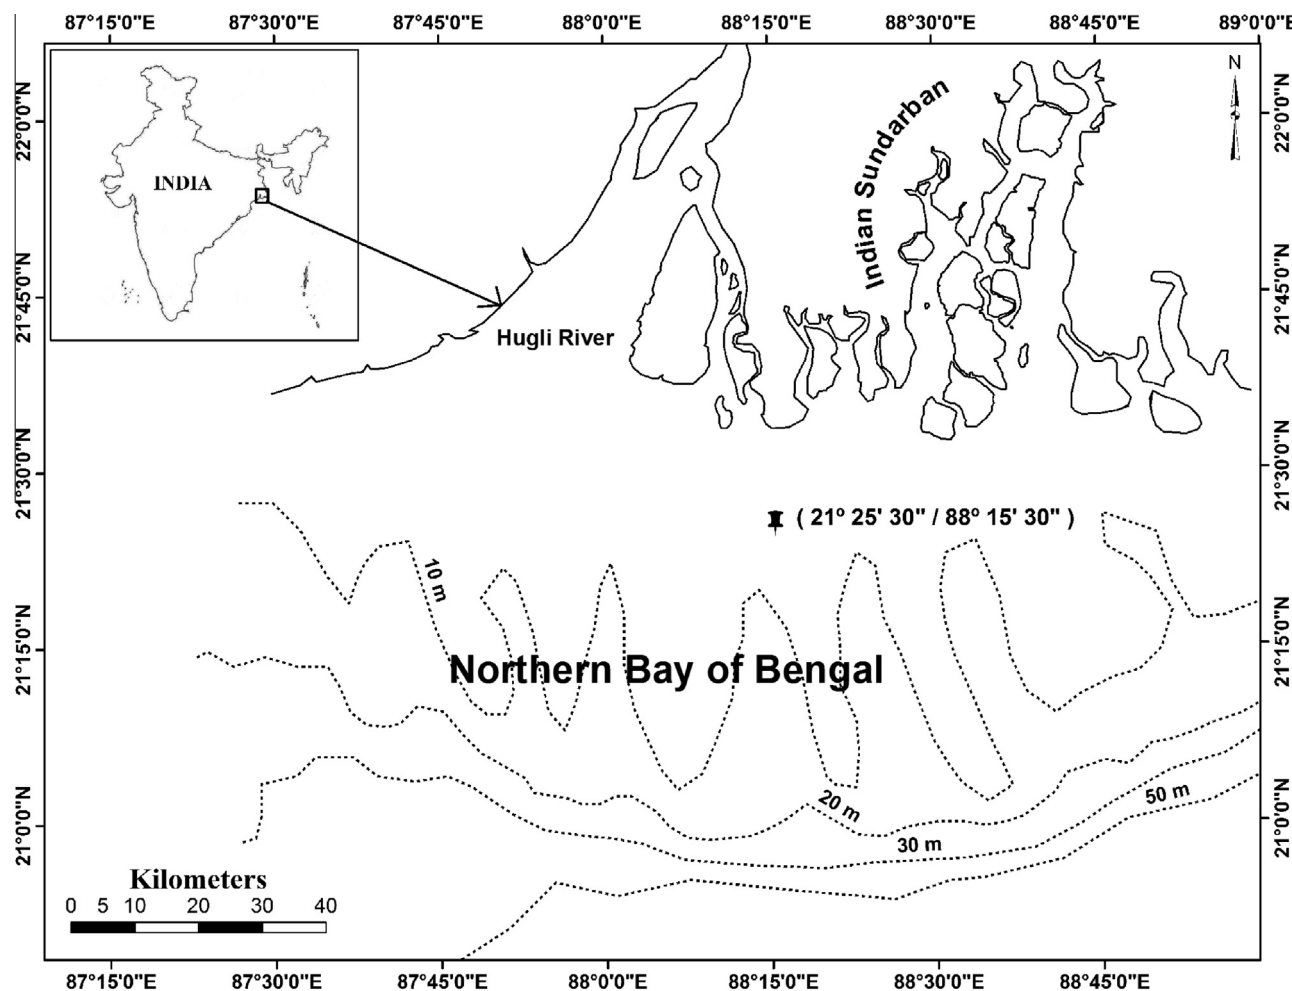 87°15'0"E 87°30'0"E 87°45'0"E 88°0'0"E 88°15'0"E 88°30'0"E 88°45'0"E 89°0'0"E
22°0'0"N
21°45'0"N
21°30'0"N
21°15'0"N
21°0'0"N
INDIA
N
Indian Sundarban
Hugli River
( 21º 25' 30" / 88º 15' 30" )
10 m
Northern Bay of Bengal
20 m
30 m
50 m
Kilometers
0 5 10 20 30 40
22°0'0"N
21°45'0"N
21°30'0"N
21°15'0"N
21°0'0"N
87°15'0"E 87°30'0"E 87°45'0"E 88°0'0"E 88°15'0"E 88°30'0"E 88°45'0"E